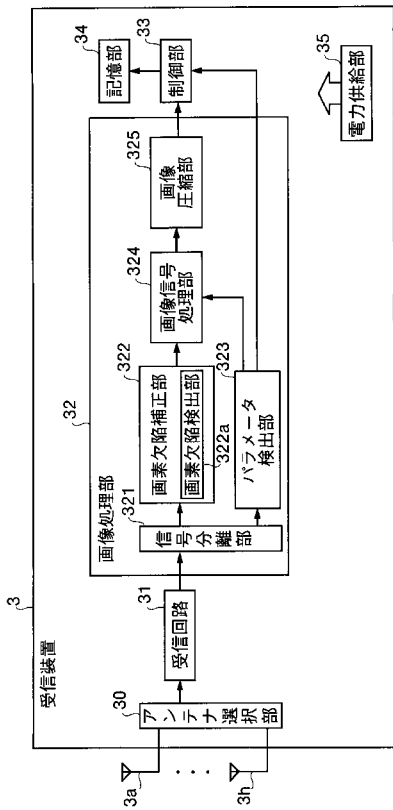 3
受信装置
3a
3h
30
アンテナ選択部
31
受信回路
32
画像処理部
321
信号分離部
322
画素欠陥補正部
画素欠陥検出部
322a
323
パラメータ
検出部
324
画像信号
処理部
325
画像
圧縮部
33
制御部
34
記憶部
35
電力供給部